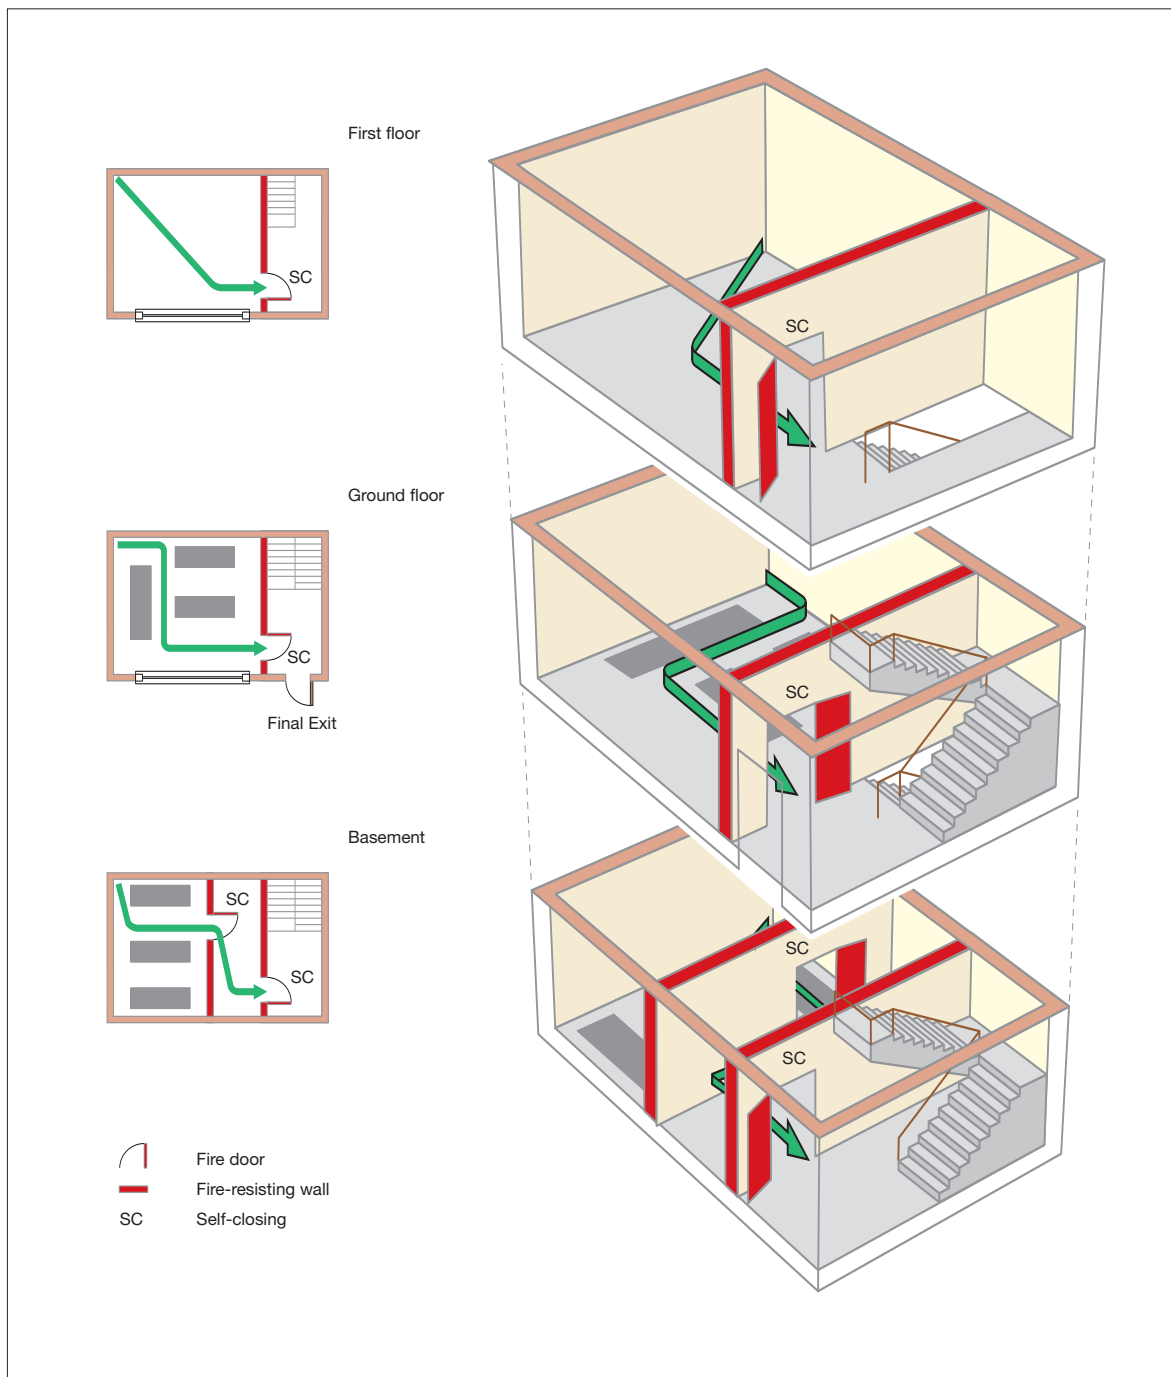 First floor
SC
SC
Ground floor
SC
SC
Final Exit
Basement
SC
SC
SC
SC
Fire door
Fire-resisting wall
SC
Self-closing